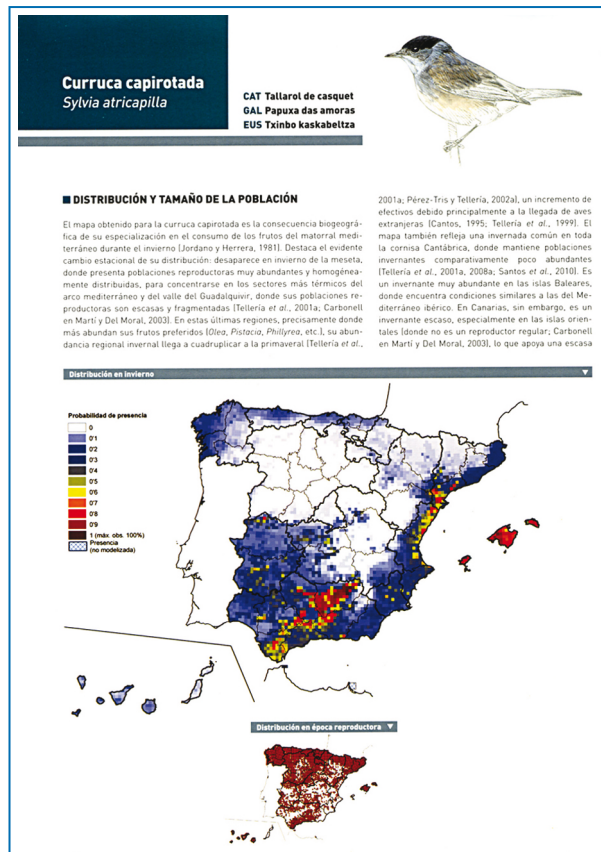 Curruca capirotada
Sylvia atricapilla
CAT Tallarol de casquet
GAL Papuxa das amoras
EUS Txinbo kaskabeltza
DISTRIBUCIÓN Y TAMAÑO DE LA POBLACIÓN
El mapa obtenido para la curruca capirotada es la consecuencia biogeográ-
fica de su especialización en el consumo de los frutos del matorral medi-
terráneo durante el invierno (Jordano y Herrera, 1981). Destaca el evidente
cambio estacional de su distribución: desaparece en invierno de la meseta,
donde presenta poblaciones reproductoras muy abundantes y homogénea-
mente distribuidas, para concentrarse en los sectores más térmicos del
arco mediterráneo y del valle del Guadalquivir, donde sus poblaciones re-
productoras son escasas y fragmentadas (Tellería et al., 2001a; Carbonell
en Martí y Del Moral, 2003). En estas últimas regiones, precisamente donde
más abundan sus frutos preferidos (Olea, Pistacia, Phillyrea, etc.), su abun-
dancia regional invernal llega a cuadruplicar a la primaveral (Tellería et al.,
2001a; Pérez-Tris y Tellería, 2002a), un incremento de
efectivos debido principalmente a la llegada de aves
extranjeras (Cantos, 1995; Tellería et al., 1999). El
mapa también refleja una invernada común en toda
la cornisa Cantábrica, donde mantiene poblaciones
invernantes comparativamente poco abundantes
(Tellería et al., 2001a, 2008a; Santos et al., 2010). Es
un invernante muy abundante en las islas Baleares,
donde encuentra condiciones similares a las del Me-
diterráneo ibérico. En Canarias, sin embargo, es un
invernante escaso, especialmente en las islas orien-
tales (donde no es un reproductor regular; Carbonell
en Martí y Del Moral, 2003), lo que apoya una escasa
Distribución en invierno
Probabilidad de presencia
0
0'1
0'2
0'3
0'4
0'5
0'6
0'7
0'8
0'9
1 (máx. obs. 100%)
Presencia
(no modelizada)
Distribución en época reproductora